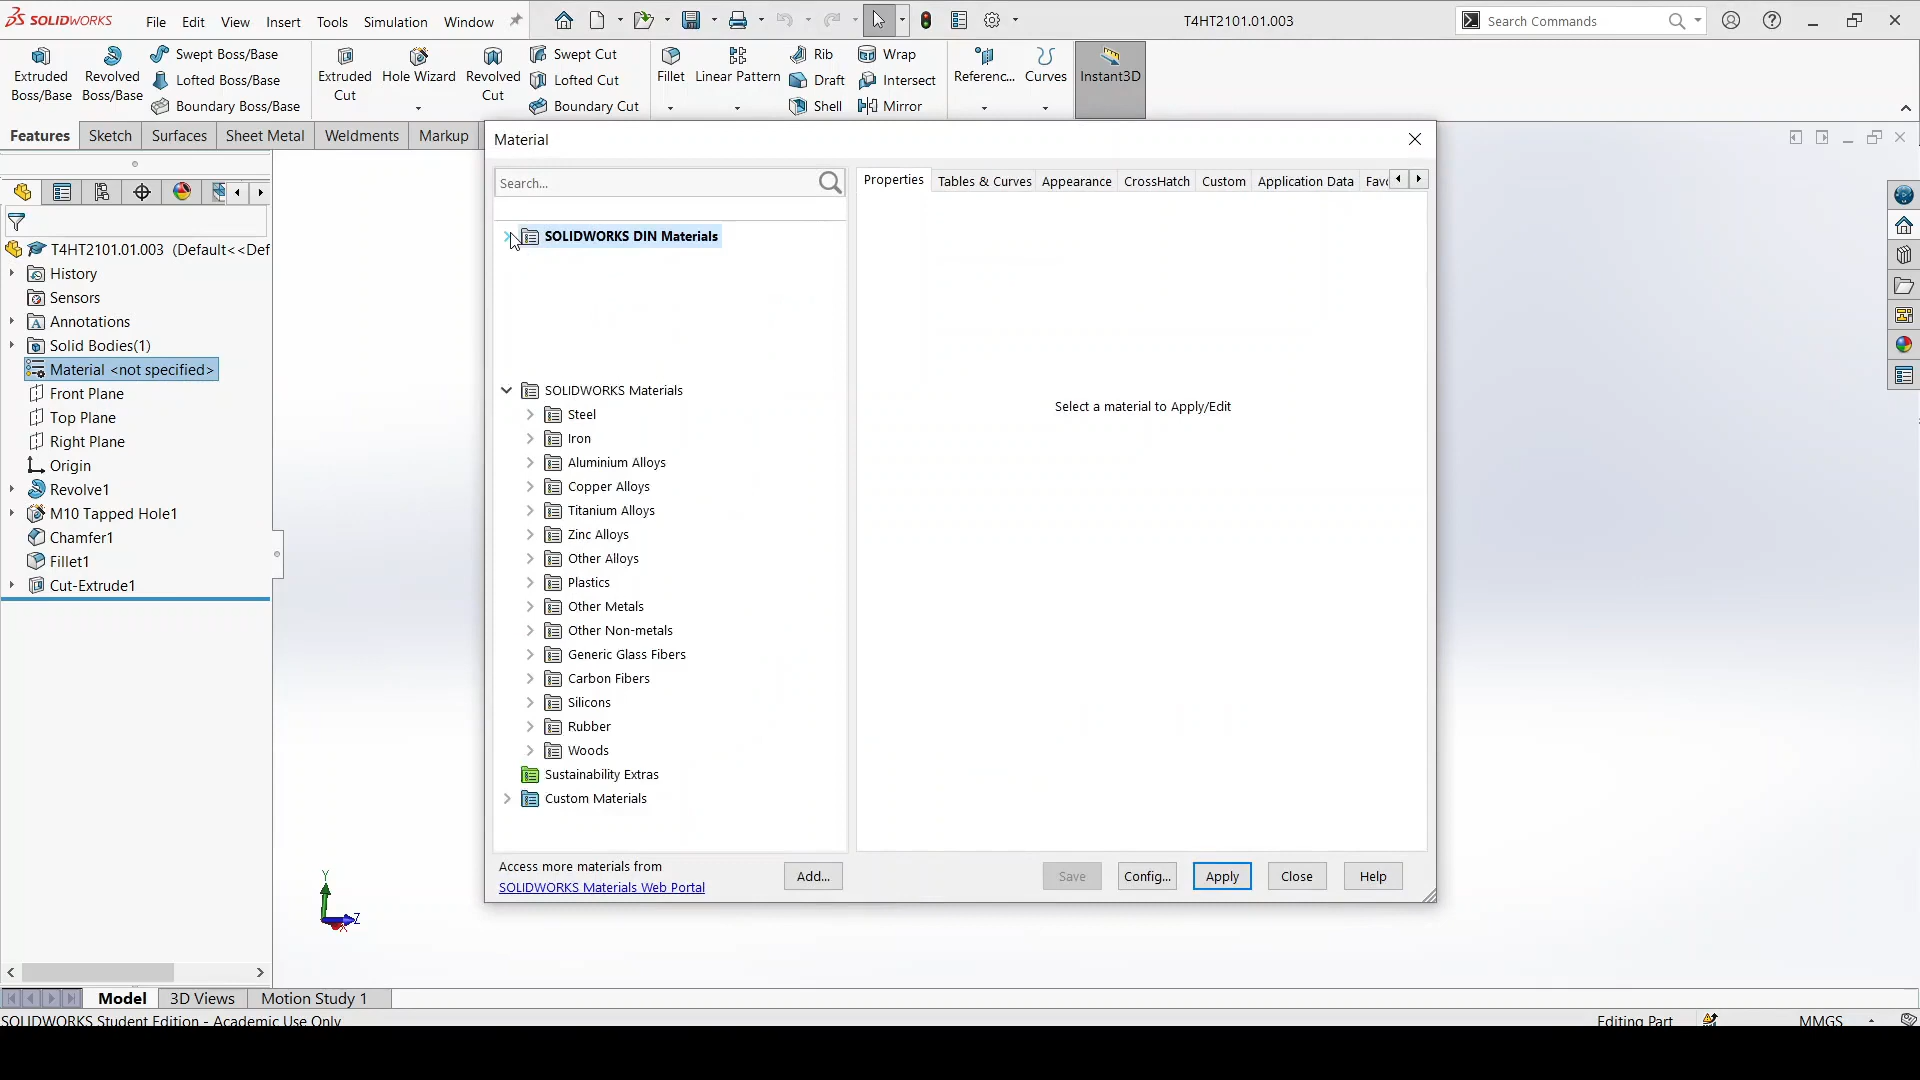 SOLIDWORKS
File Edit View Insert Tools Simulation Window
T4HT2101.01.003
Search Commands
Extruded Boss/Base
Revolved Boss/Base
Swept Boss/Base
Lofted Boss/Base
Boundary Boss/Base
Extruded Cut
Hole Wizard
Revolved Cut
Swept Cut
Lofted Cut
Boundary Cut
Fillet
Linear Pattern
Rib
Draft
Shell
Wrap
Intersect
Mirror
Referenc...
Curves
Instant3D
Features Sketch Surfaces Sheet Metal Weldments Markup
T4HT2101.01.003 (Default<<Def
History
Sensors
Annotations
Solid Bodies(1)
Material <not specified>
Front Plane
Top Plane
Right Plane
Origin
Revolve1
M10 Tapped Hole1
Chamfer1
Fillet1
Cut-Extrude1
Material
Search...
SOLIDWORKS DIN Materials
SOLIDWORKS Materials
Steel
Iron
Aluminium Alloys
Copper Alloys
Titanium Alloys
Zinc Alloys
Other Alloys
Plastics
Other Metals
Other Non-metals
Generic Glass Fibers
Carbon Fibers
Silicons
Rubber
Woods
Sustainability Extras
Custom Materials
Access more materials from
SOLIDWORKS Materials Web Portal
Add...
Properties Tables & Curves Appearance CrossHatch Custom Application Data Fav
Select a material to Apply/Edit
Save Config... Apply Close Help
Y
Z
X
Model 3D Views Motion Study 1
SOLIDWORKS Student Edition - Academic Use Only
Editing Part
MMGS